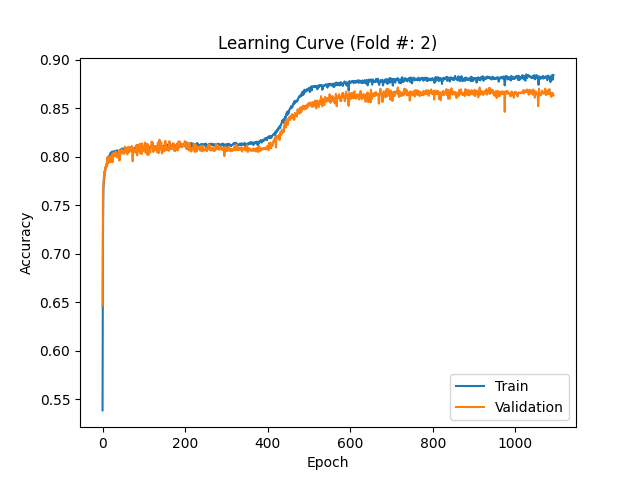 Learning Curve (Fold #: 2)
0.90
0.85
0.80
0.75
0.70
0.65
0.60
0.55
Accuracy
0 200 400 600 800 1000
Epoch
Train
Validation